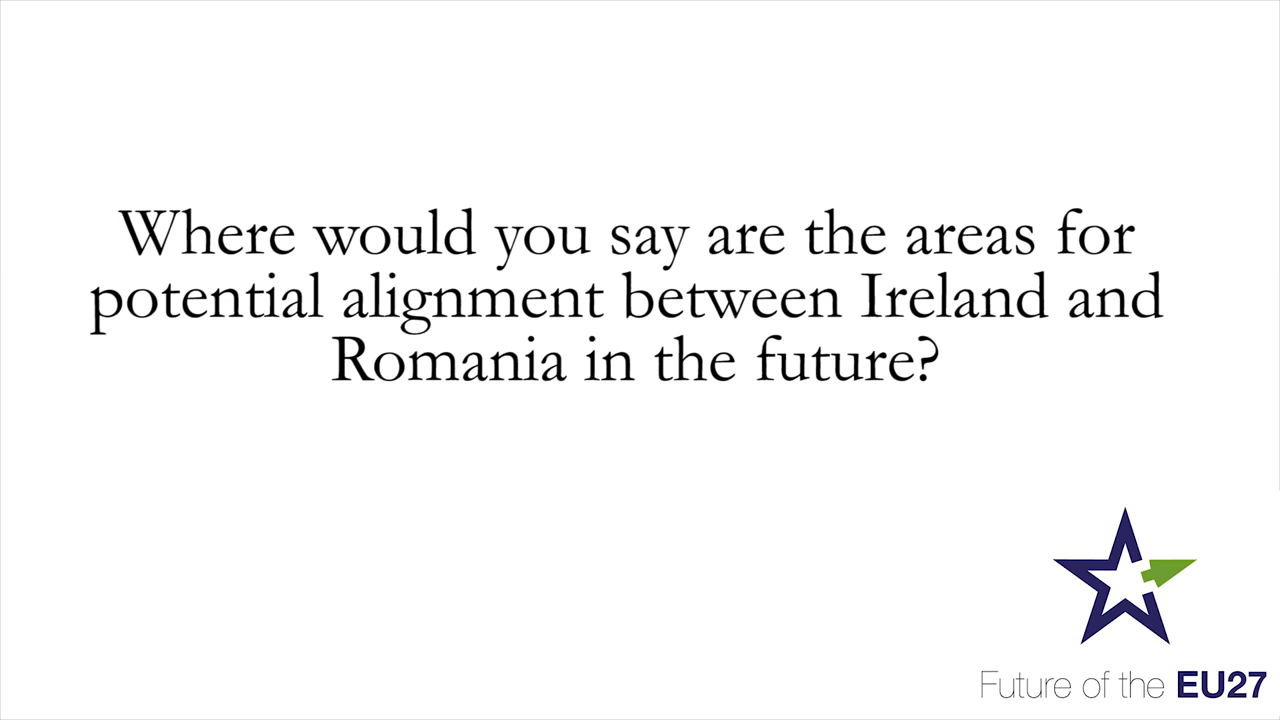 Where would you say are the areas for
potential alignment between Ireland and
Romania in the future?
Future of the EU27